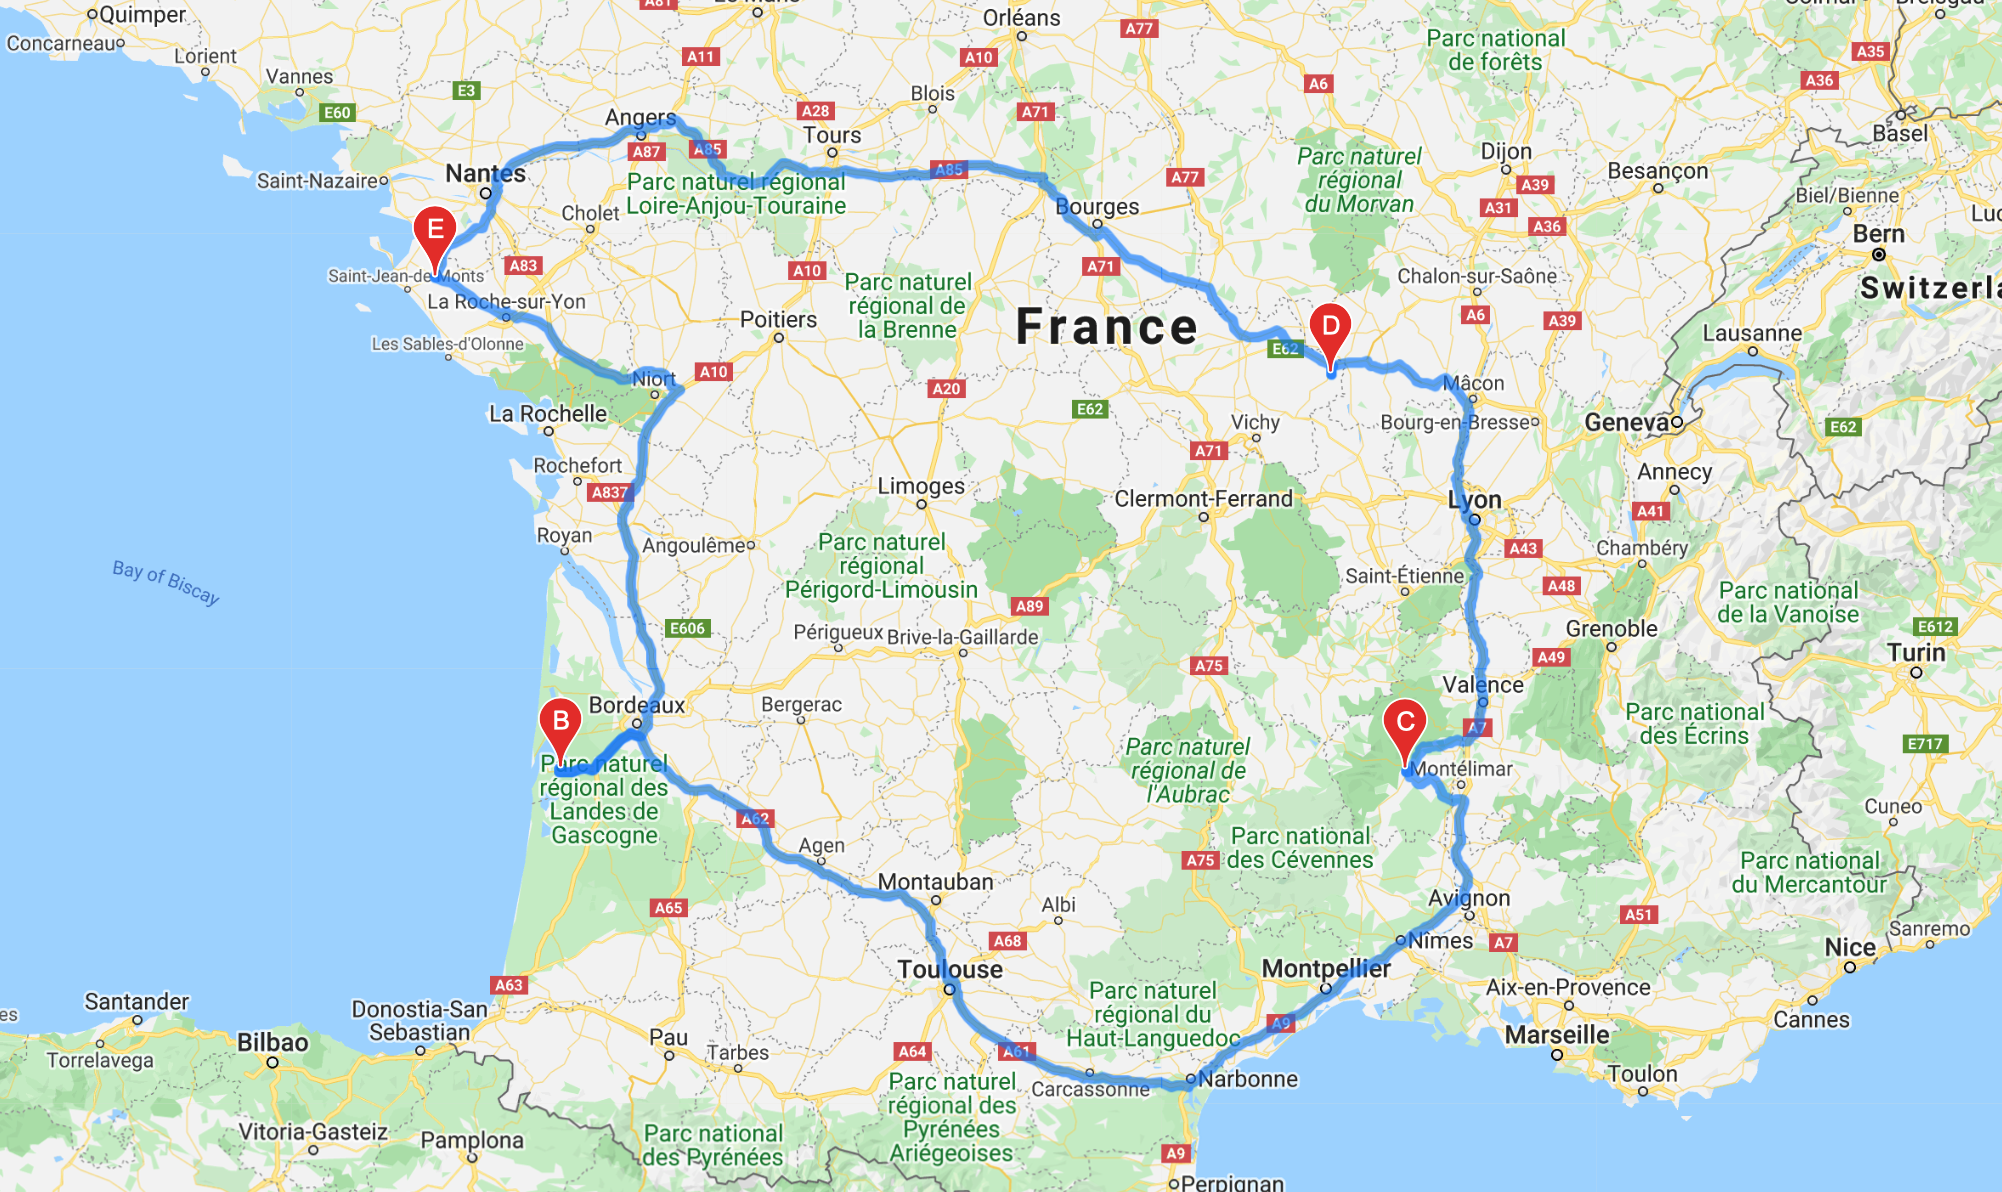 Quimper
Concarneau
Lorient
Vannes
E3
E60
A81
A11
Orléans
A10
A77
A6
Parc national
de forêts
A35
A36
Blois
A28
A71
Angers
A87
A85
Tours
A85
Nantes
Saint-Nazaire
Parc naturel régional
Loire-Anjou-Touraine
Cholet
Bourges
A77
Parc naturel
régional
du Morvan
Dijon
A39
A31
A36
Besançon
Basel
Biel/Bienne
Bern
Switzerla
E
Saint-Jean-de-Monts
A83
La Roche-sur-Yon
Les Sables-d'Olonne
A10
Poitiers
Parc naturel
régional de
la Brenne
France
A71
Chalon-sur-Saône
A6
A39
Lausanne
D
E62
Niort
A10
La Rochelle
A20
E62
Vichy
Mâcon
Bourg-en-Bresse
Geneva
E62
Rochefort
A837
Royan
Angoulême
Limoges
A71
Clermont-Ferrand
Lyon
Annecy
A41
A43
Chambéry
Saint-Étienne
A48
Bay of Biscay
Parc naturel
régional
Périgord-Limousin
A89
Parc national
de la Vanoise
E612
E606
Périgueux
Brive-la-Gaillarde
A75
Grenoble
A49
Turin
Bordeaux
B
Bergerac
Valence
C
A7
Parc national
des Écrins
E717
Parc naturel
régional des
Landes de
Gascogne
Parc naturel
régional de
l'Aubrac
Montélimar
Cuneo
A62
Agen
A75
Parc national
des Cévennes
Parc national
du Mercantour
Montauban
A65
Albi
Avignon
A51
A68
Nîmes
A7
Sanremo
Nice
Toulouse
Montpellier
Aix-en-Provence
Cannes
A63
Santander
Donostia-San
Sebastian
Torrelavega
Bilbao
Pau
Tarbes
A64
A61
Parc naturel
régional du
Haut-Languedoc
A9
Marseille
Toulon
Carcassonne
Narbonne
Parc naturel
régional des
Pyrénées
Ariégeoises
Vitoria-Gasteiz
Pamplona
Parc national
des Pyrénées
A9
Perpignan